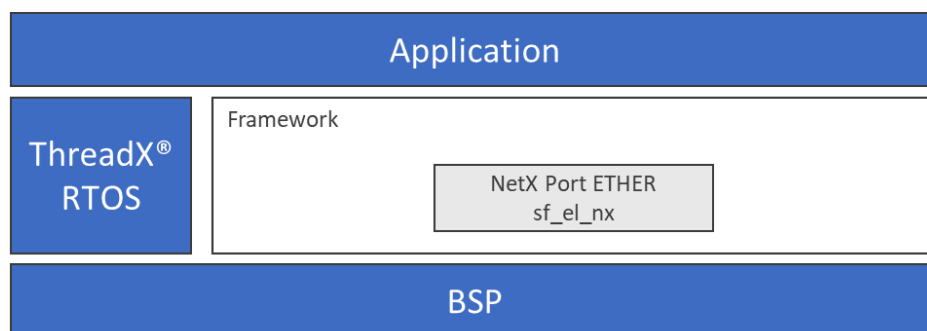 Application
ThreadX®
RTOS
Framework
NetX Port ETHER
sf_el_nx
BSP